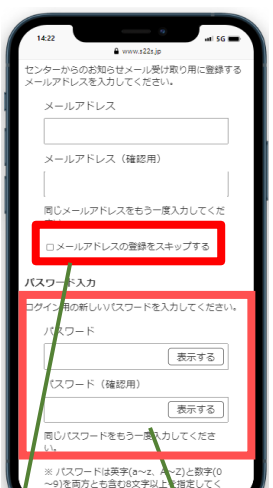 14:22
5G
www.s22s.jp
センターからのお知らせメール受け取り用に登録する
メールアドレスを入力してください。
メールアドレス
メールアドレス（確認用）
同じメールアドレスをもう一度入力してくだ
□メールアドレスの登録をスキップする
パスワード入力
ログイン用の新しいパスワードを入力してください。
パスワード
表示する
パスワード（確認用）
表示する
同じパスワードをもう一度入力してくださ
い。
※ パスワードは英字(a~z、A~Z)と数字(0
~9)を両方とも含む8文字以上を指定してく